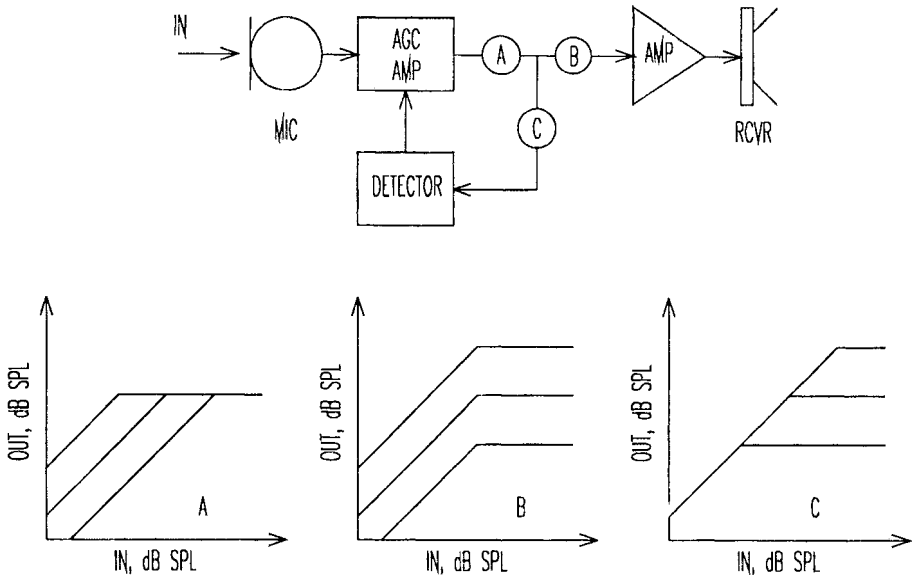 IN
MIC
AGC
AMP
A
B
C
DETECTOR
AMP
RCVR
OUT, dB SPL
A
IN, dB SPL
OUT, dB SPL
B
IN, dB SPL
OUT, dB SPL
C
IN, dB SPL